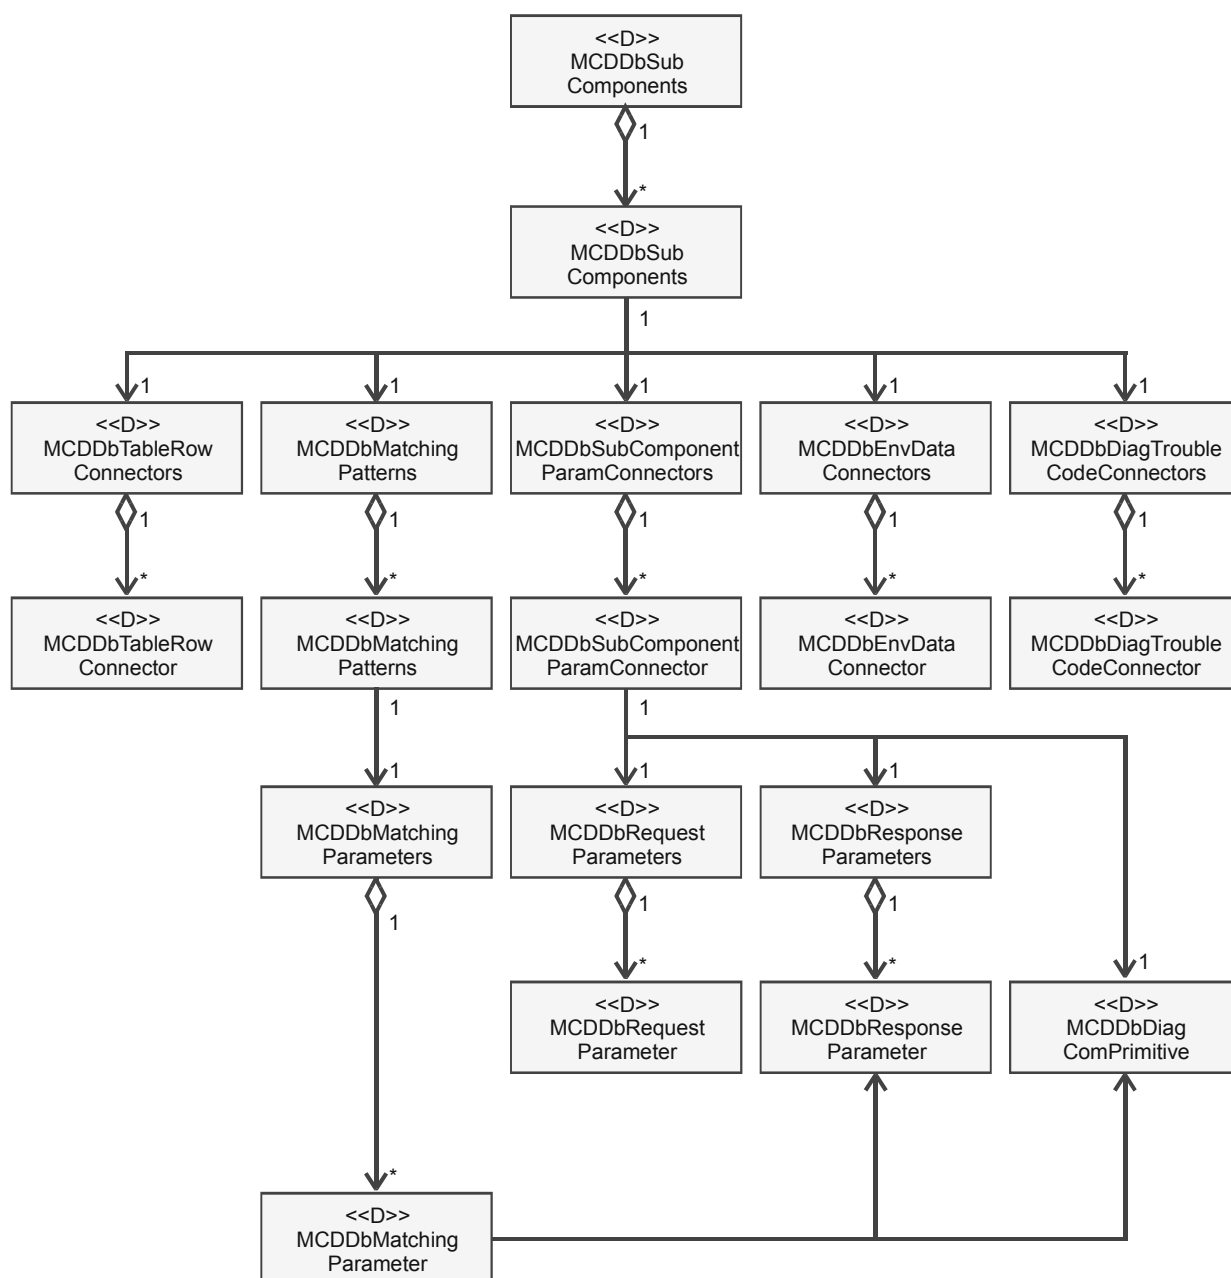 <<D>>
MCDDbSub
Components
1
*
<<D>>
MCDDbSub
Components
1
1
1
1
1
1
<<D>>
MCDDbTableRow
Connectors
<<D>>
MCDDbMatching
Patterns
<<D>>
MCDDbSubComponent
ParamConnectors
<<D>>
MCDDbEnvData
Connectors
<<D>>
MCDDbDiagTrouble
CodeConnectors
1
1
1
1
1
*
*
*
*
*
<<D>>
MCDDbTableRow
Connector
<<D>>
MCDDbMatching
Patterns
<<D>>
MCDDbSubComponent
ParamConnector
<<D>>
MCDDbEnvData
Connector
<<D>>
MCDDbDiagTrouble
CodeConnector
1
1
1
1
1
<<D>>
MCDDbMatching
Parameters
<<D>>
MCDDbRequest
Parameters
<<D>>
MCDDbResponse
Parameters
1
1
1
*
*
1
<<D>>
MCDDbRequest
Parameter
<<D>>
MCDDbResponse
Parameter
<<D>>
MCDDbDiag
ComPrimitive
*
<<D>>
MCDDbMatching
Parameter